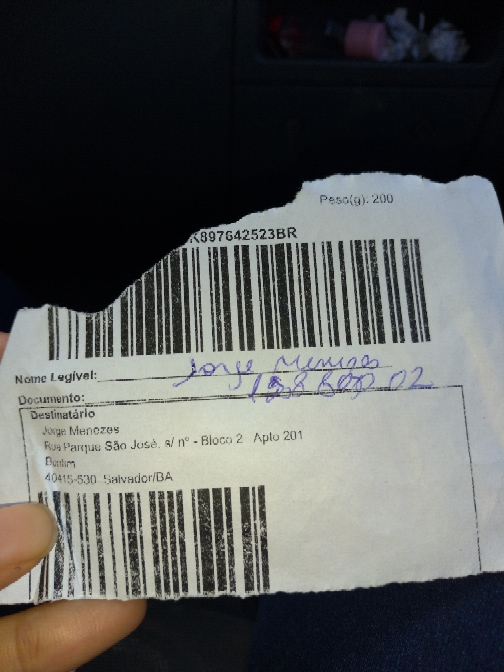 Peso(g): 200
K897642523BR
Nome Legível: Jorge Menezes
Documento:
Destinatário
Jorge Menezes
Rua Parque São José, s/ nº - Bloco 2 Apto 201
Bonfim
40415-530 Salvador/BA